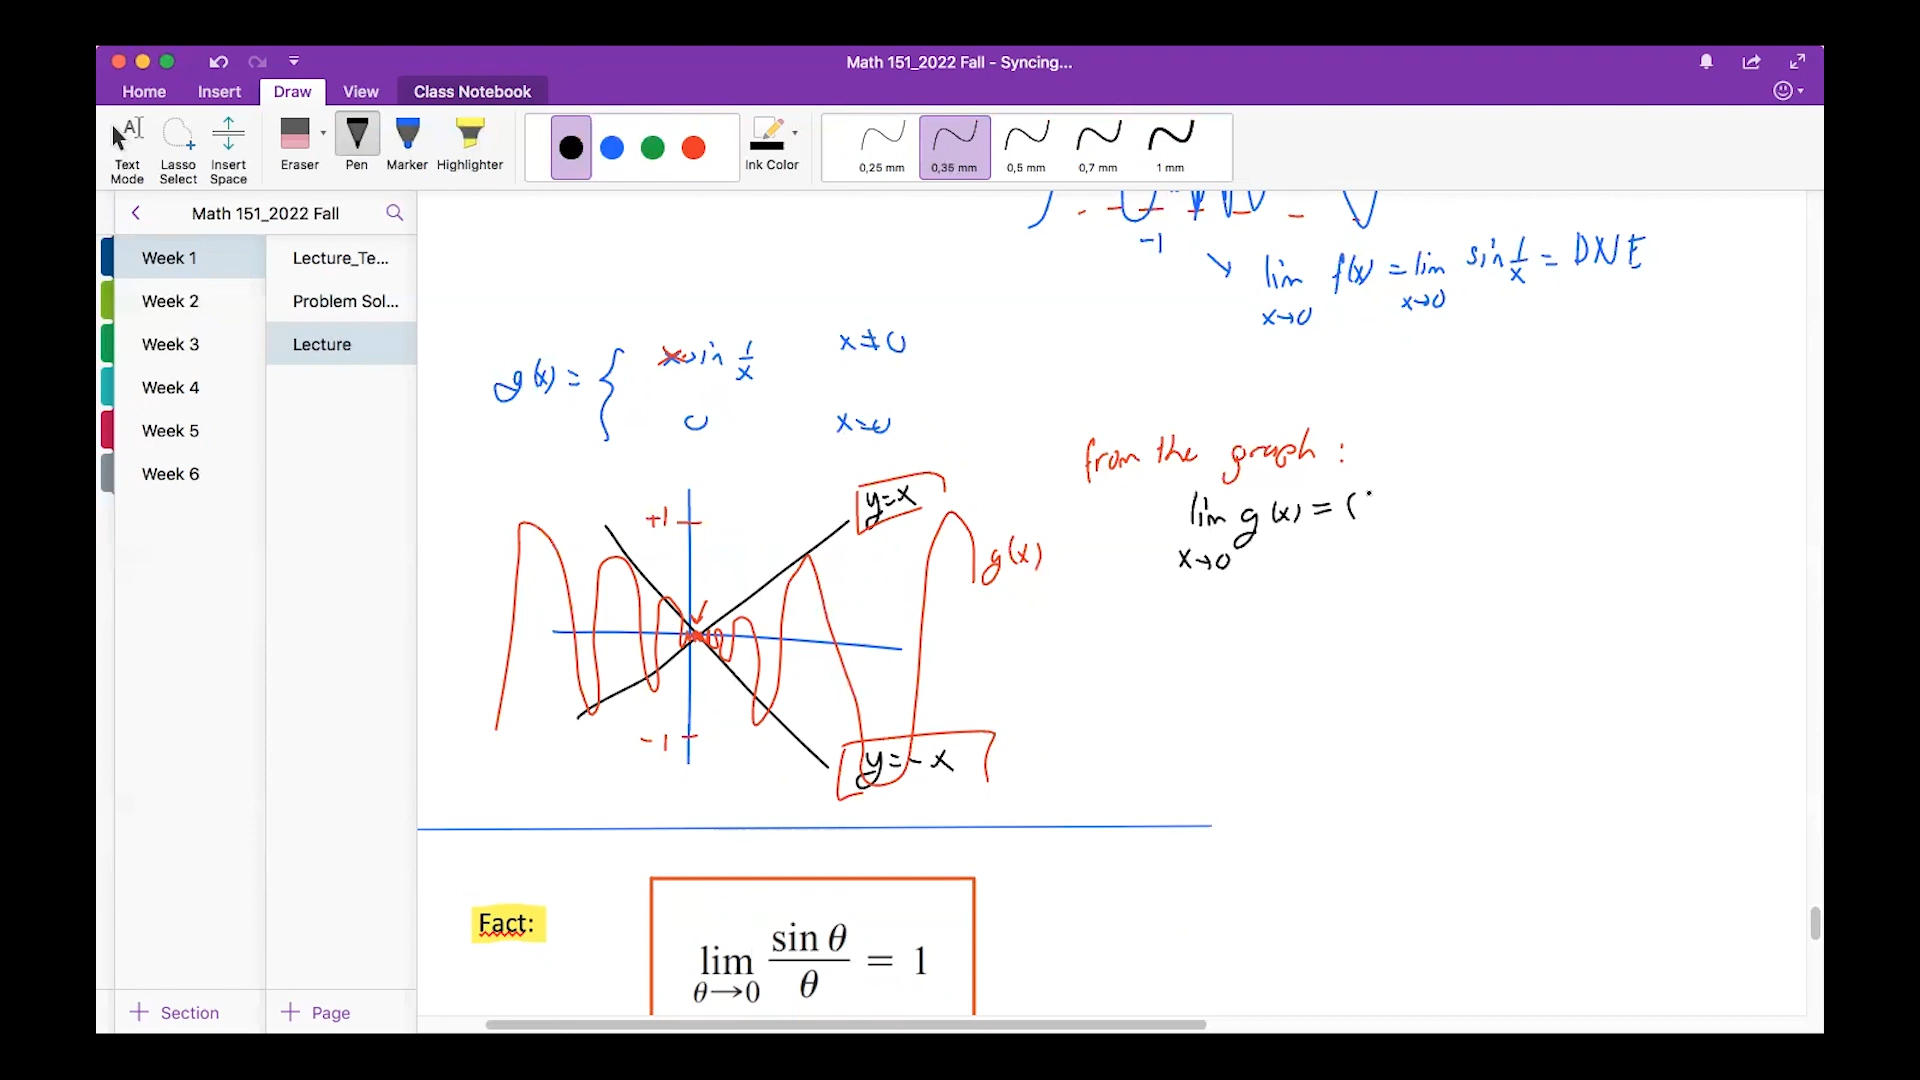 Math 151_2022 Fall - Syncing...
Home Insert Draw View Class Notebook
Text Mode
Lasso Select
Insert Space
Eraser
Pen
Marker
Highlighter
Ink Color
0,25 mm
0,35 mm
0,5 mm
0,7 mm
1 mm
Math 151_2022 Fall
Week 1
Week 2
Week 3
Week 4
Week 5
Week 6
Lecture_Te...
Problem Sol...
Lecture
-1
lim x→0 f(x) = lim x→0 sin 1/x = DNE
g(x) = { x sin 1/x x≠0
0 x=0
from the graph :
lim g(x) = (
x→0
+1
y=x
g(x)
-1
y=-x
Fact:
lim θ→0 sin θ / θ = 1
+ Section
+ Page